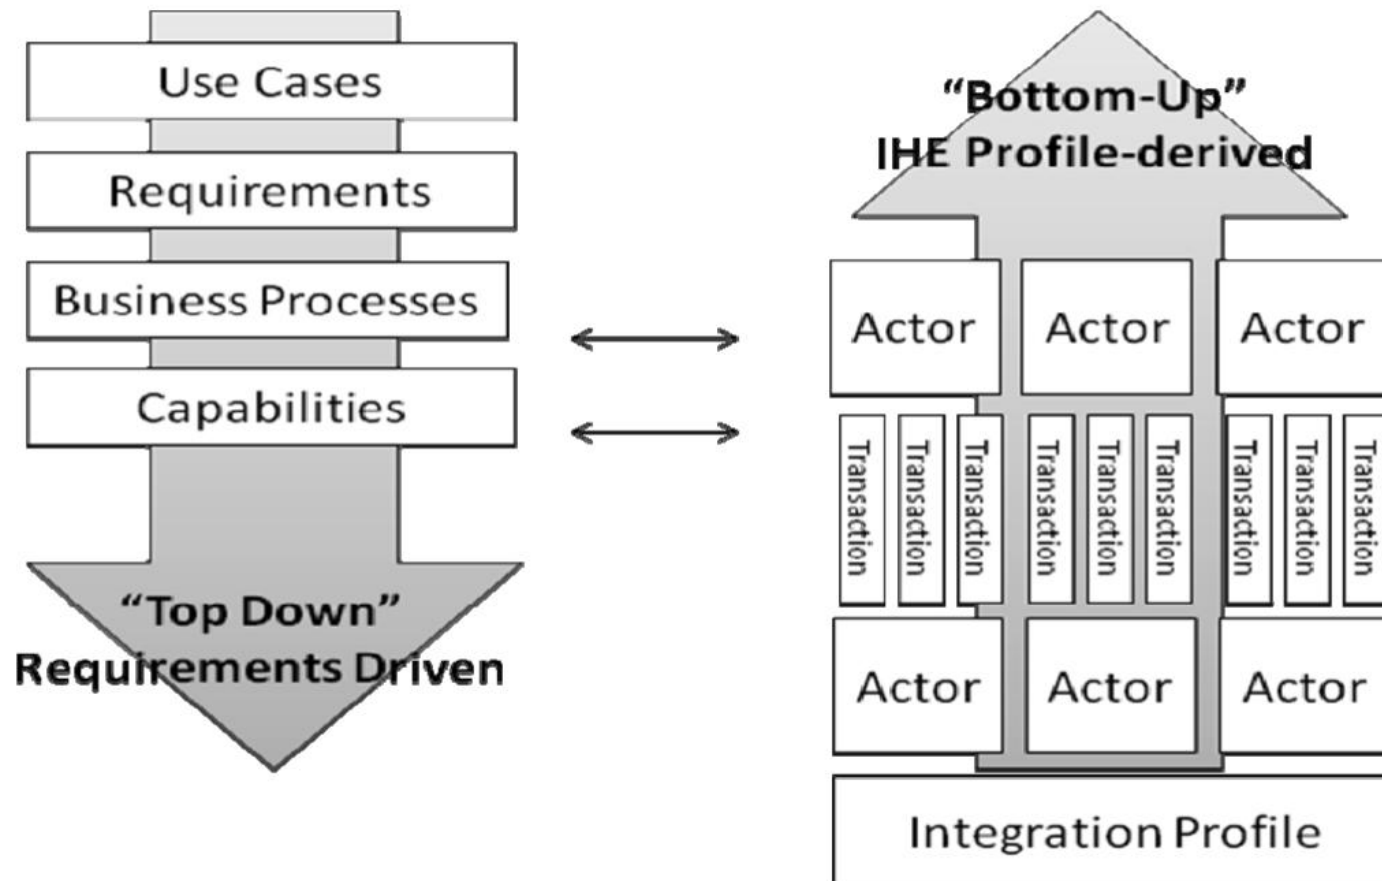 Use Cases
Requirements
Business Processes
Capabilities
“Top Down”
Requirements Driven
“Bottom-Up”
IHE Profile-derived
Actor Actor Actor
Transaction Transaction Transaction Transaction Transaction Transaction Transaction Transaction Transaction
Actor Actor Actor
Integration Profile